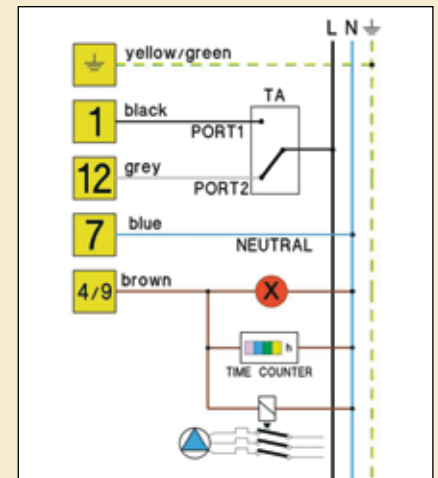 L N
yellow/green
TA
1 black
PORT1
12 grey
PORT2
7 blue
NEUTRAL
4/9 brown
X
h
TIME COUNTER